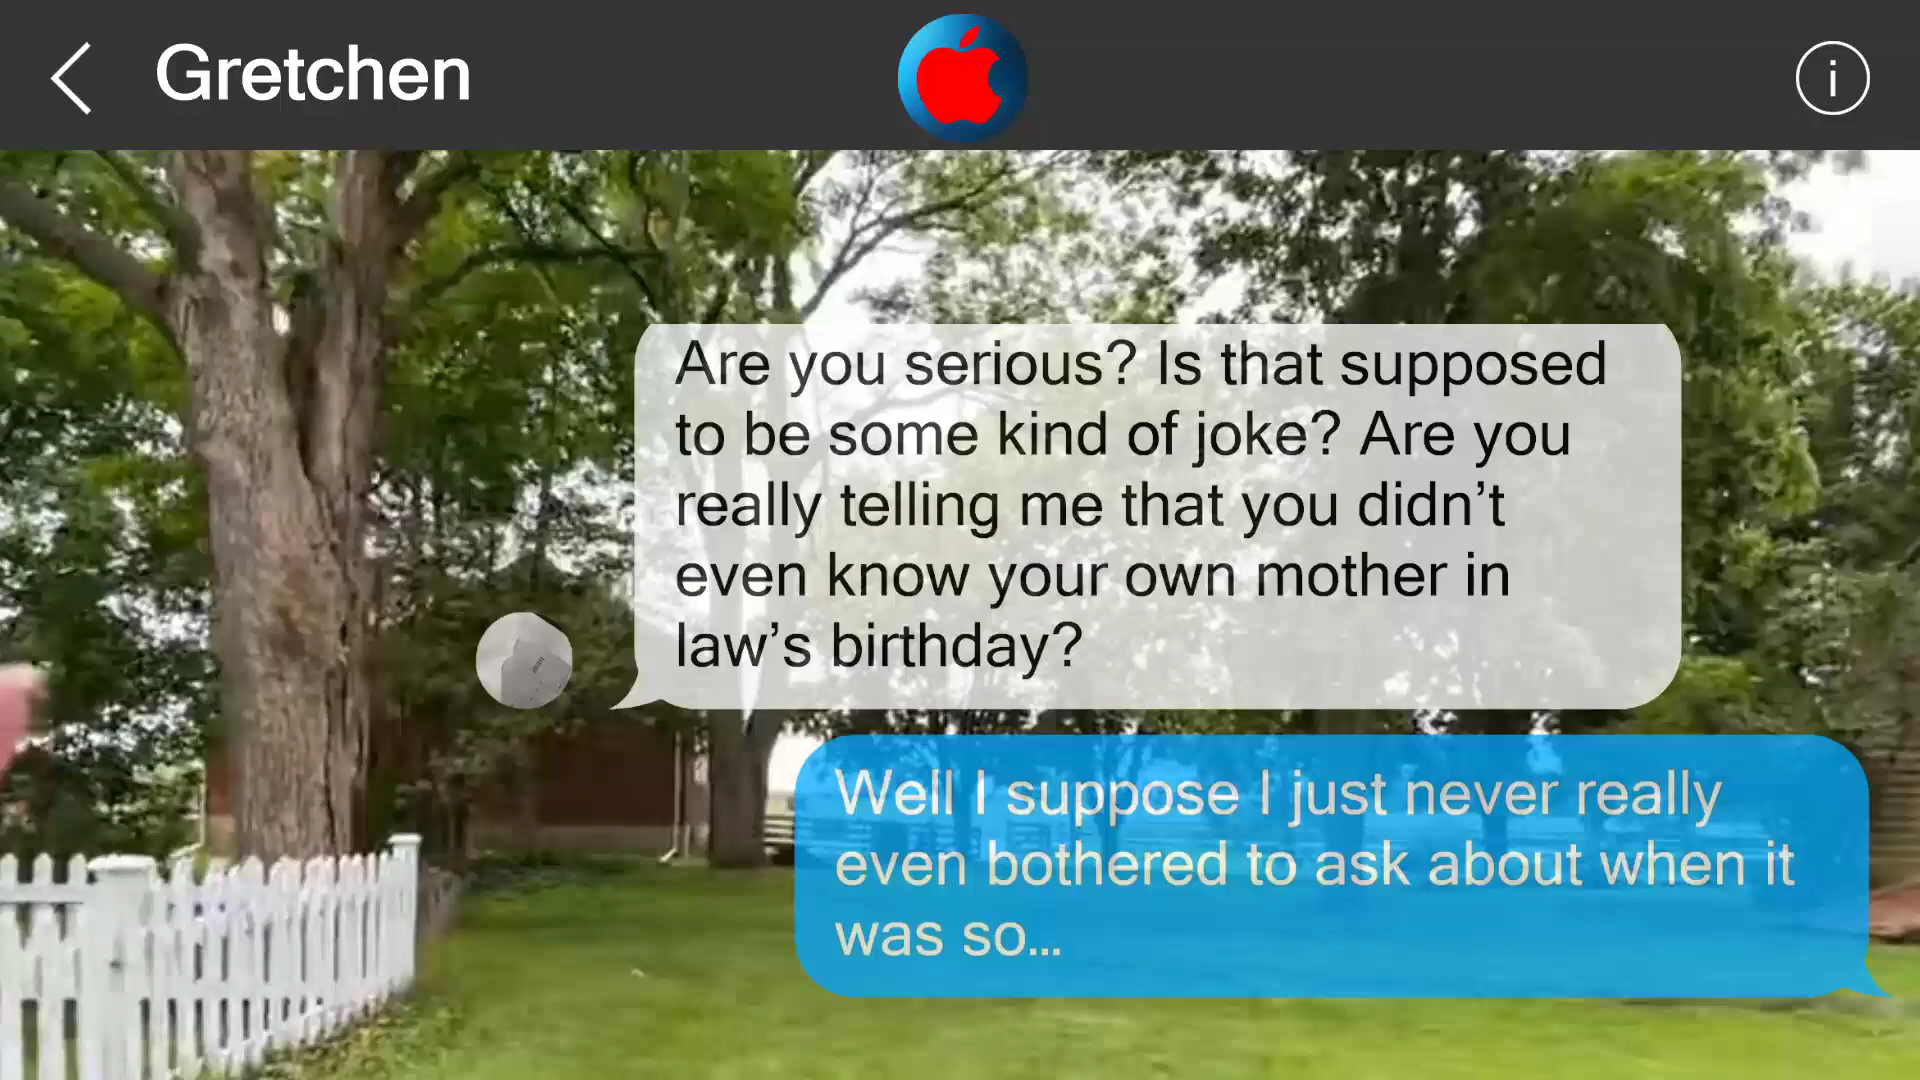 Gretchen
i
Are you serious? Is that supposed
to be some kind of joke? Are you
really telling me that you didn’t
even know your own mother in
law’s birthday?
Well I suppose I just never really
even bothered to ask about when it
was so...